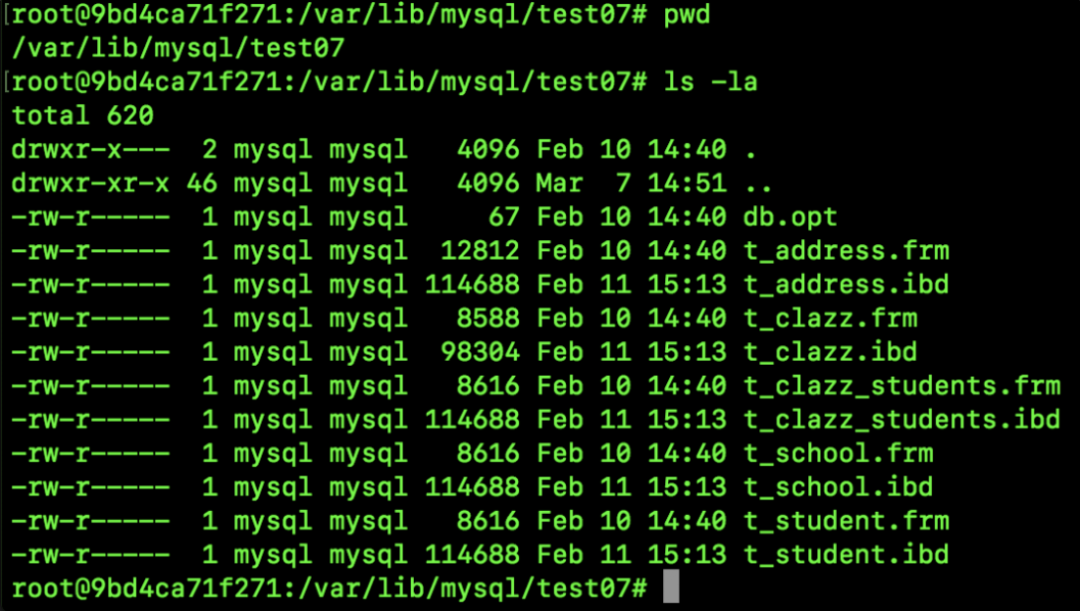 [root@9bd4ca71f271:/var/lib/mysql/test07# pwd
/var/lib/mysql/test07
[root@9bd4ca71f271:/var/lib/mysql/test07# ls -la
total 620
drwxr-x---  2 mysql mysql   4096 Feb 10 14:40 .
drwxr-xr-x 46 mysql mysql   4096 Mar  7 14:51 ..
-rw-r-----  1 mysql mysql     67 Feb 10 14:40 db.opt
-rw-r-----  1 mysql mysql  12812 Feb 10 14:40 t_address.frm
-rw-r-----  1 mysql mysql 114688 Feb 11 15:13 t_address.ibd
-rw-r-----  1 mysql mysql   8588 Feb 10 14:40 t_clazz.frm
-rw-r-----  1 mysql mysql  98304 Feb 11 15:13 t_clazz.ibd
-rw-r-----  1 mysql mysql   8616 Feb 10 14:40 t_clazz_students.frm
-rw-r-----  1 mysql mysql 114688 Feb 11 15:13 t_clazz_students.ibd
-rw-r-----  1 mysql mysql   8616 Feb 10 14:40 t_school.frm
-rw-r-----  1 mysql mysql 114688 Feb 11 15:13 t_school.ibd
-rw-r-----  1 mysql mysql   8616 Feb 10 14:40 t_student.frm
-rw-r-----  1 mysql mysql 114688 Feb 11 15:13 t_student.ibd
root@9bd4ca71f271:/var/lib/mysql/test07#